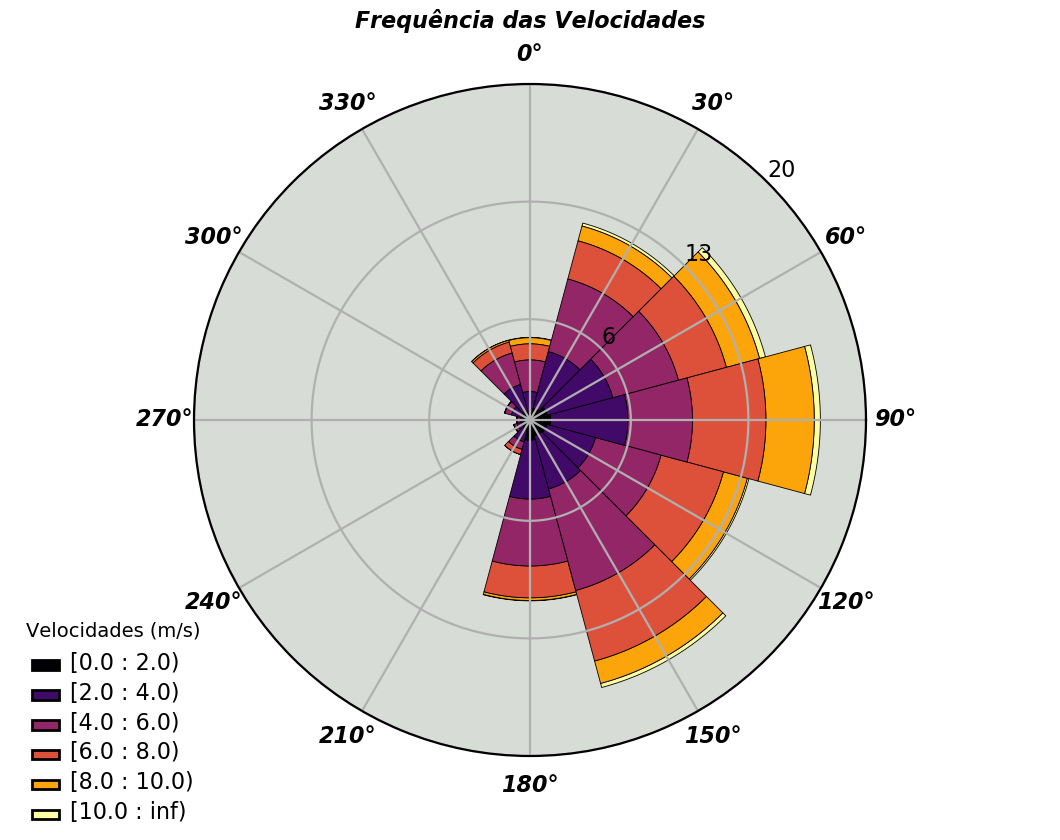 Frequência das Velocidades
0°
330°
30°
20
300°
60°
13
6
270°
90°
240°
120°
210°
150°
180°
Velocidades (m/s)
[0.0 : 2.0)
[2.0 : 4.0)
[4.0 : 6.0)
[6.0 : 8.0)
[8.0 : 10.0)
[10.0 : inf)